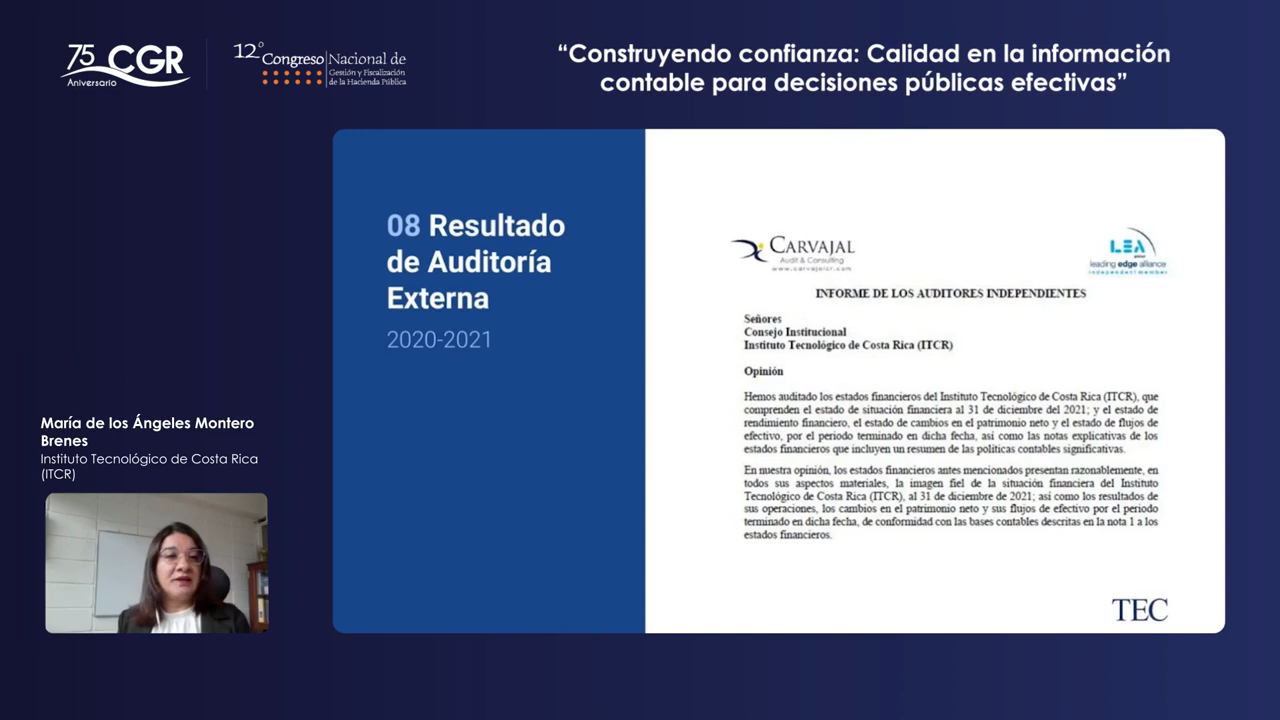 75 CGR
Aniversario
12° Congreso Nacional de
Gestión y Fiscalización
de la Hacienda Pública
“Construyendo confianza: Calidad en la información
contable para decisiones públicas efectivas”
08 Resultado
de Auditoría
Externa
2020-2021
CARVAJAL
Audit & Consulting
www.carvajalcr.com
LEA
leading edge alliance
independent member
INFORME DE LOS AUDITORES INDEPENDIENTES
Señores
Consejo Institucional
Instituto Tecnológico de Costa Rica (ITCR)
Opinión
Hemos auditado los estados financieros del Instituto Tecnológico de Costa Rica (ITCR), que
comprenden el estado de situación financiera al 31 de diciembre del 2021; y el estado de
rendimiento financiero, el estado de cambios en el patrimonio neto y el estado de flujos de
efectivo, por el periodo terminado en dicha fecha, así como las notas explicativas de los
estados financieros que incluyen un resumen de las políticas contables significativas.
En nuestra opinión, los estados financieros antes mencionados presentan razonablemente, en
todos sus aspectos materiales, la imagen fiel de la situación financiera del Instituto
Tecnológico de Costa Rica (ITCR), al 31 de diciembre de 2021; así como los resultados de
sus operaciones, los cambios en el patrimonio neto y sus flujos de efectivo por el periodo
terminado en dicha fecha, de conformidad con las bases contables descritas en la nota 1 a los
estados financieros.
TEC
María de los Ángeles Montero
Brenes
Instituto Tecnológico de Costa Rica
(ITCR)